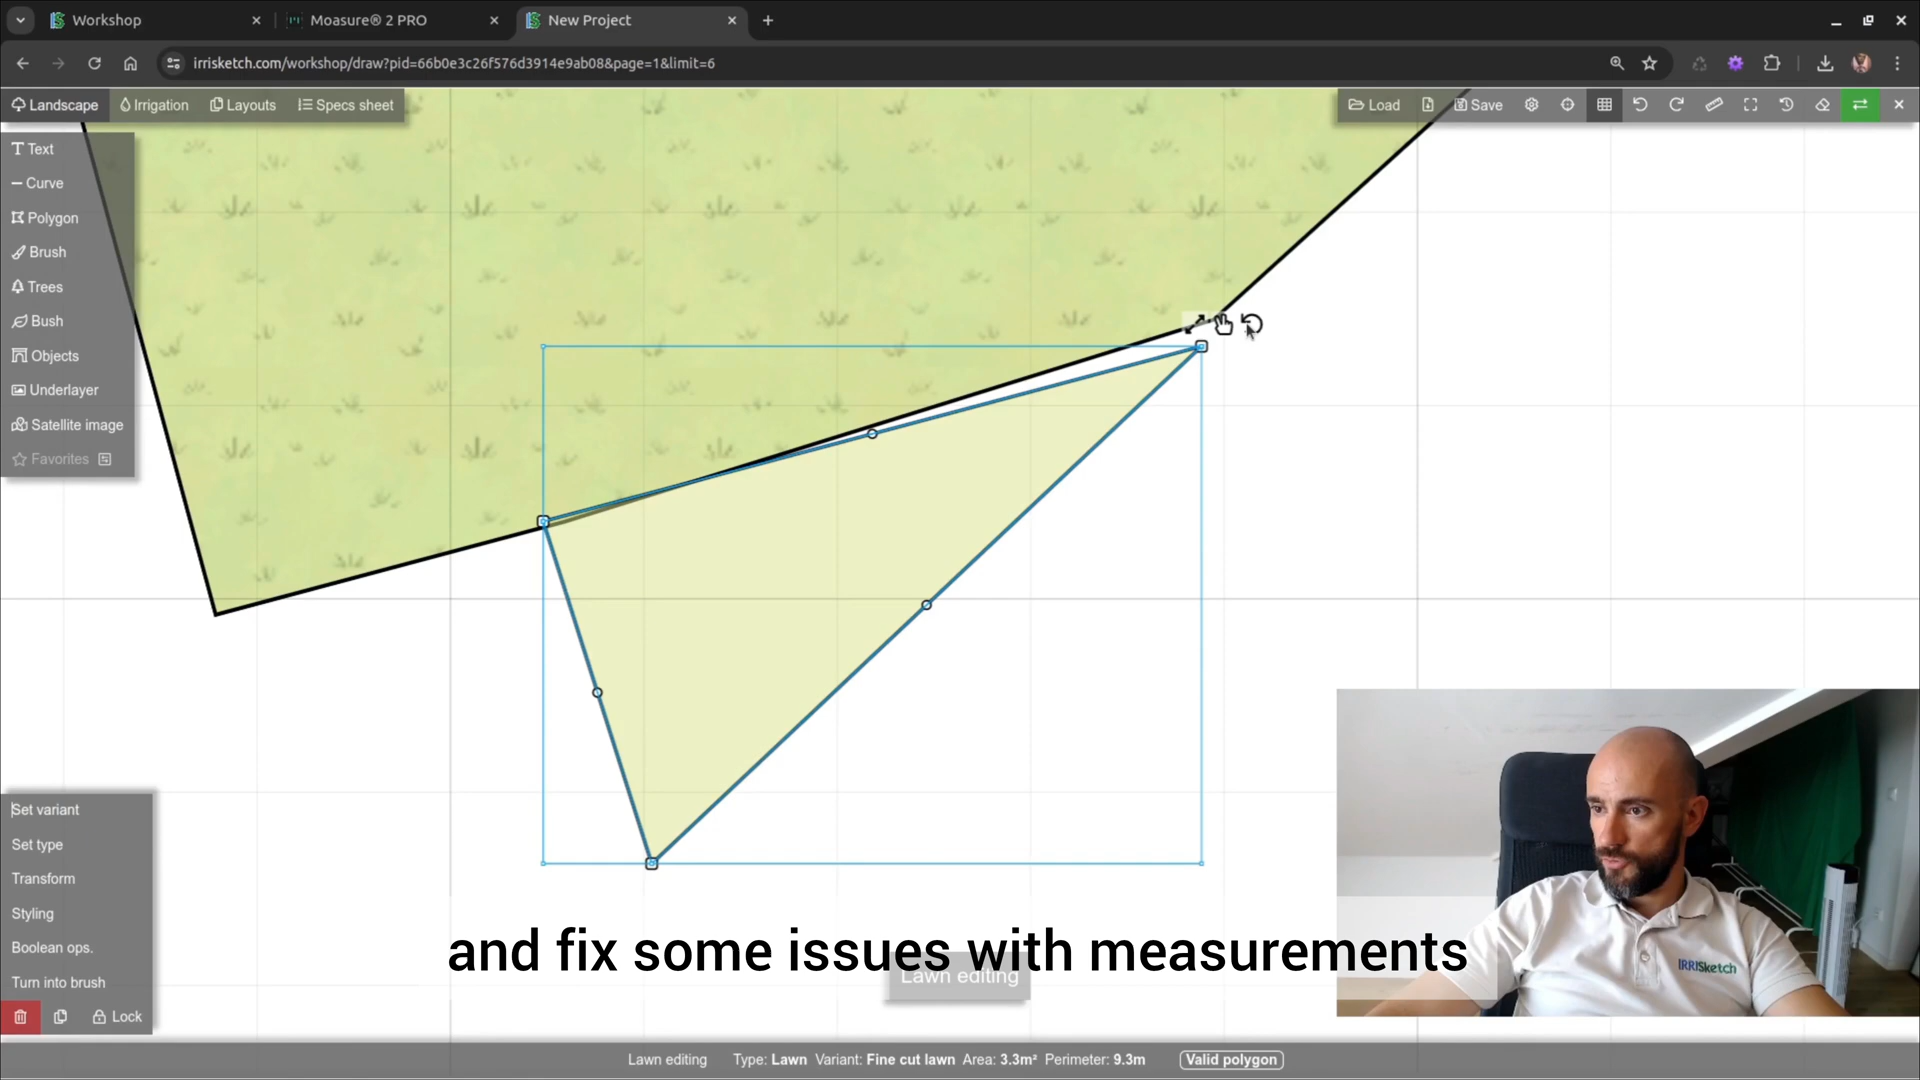 Workshop
Moasure® 2 PRO
New Project
irrisketch.com/workshop/draw?pid=66b0e3c26f576d3914e9ab08&page=1&limit=6
Landscape
Irrigation
Layouts
Specs sheet
Load
Save
Text
Curve
Polygon
Brush
Trees
Bush
Objects
Underlayer
Satellite image
Favorites
Set variant
Set type
Transform
Styling
Boolean ops.
Turn into brush
Lock
and fix some issues with measurements
Lawn editing
IRRISketch
Lawn editing Type: Lawn Variant: Fine cut lawn Area: 3.3m² Perimeter: 9.3m Valid polygon